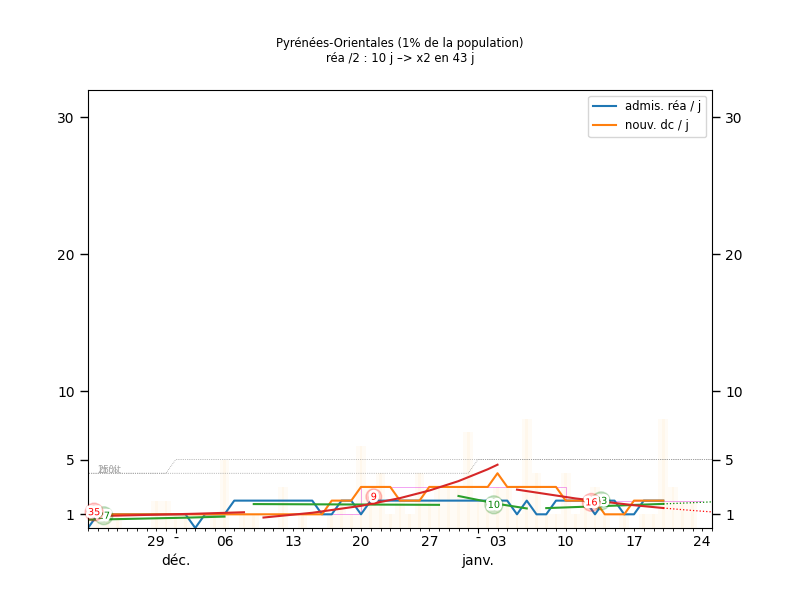 Pyrénées-Orientales (1% de la population)
réa /2 : 10 j –> x2 en 43 j
admis. réa / j
nouv. dc / j
30 30
20 20
10 10
5 5
1 1
35
9
10
16
29 - 06 13 20 27 - 03 10 17 24
déc. janv.